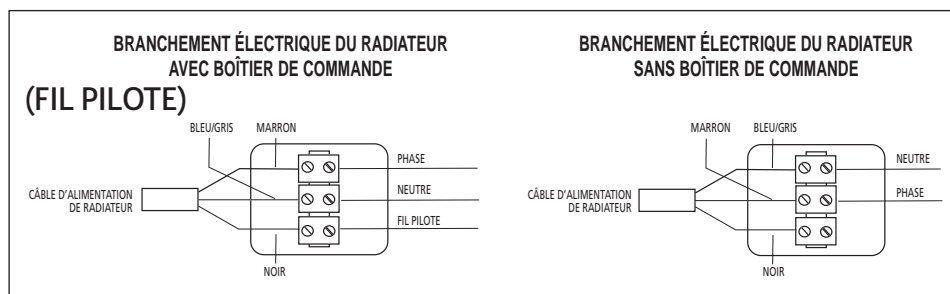 BRANCHEMENT ÉLECTRIQUE DU RADIATEUR
AVEC BOÎTIER DE COMMANDE
(FIL PILOTE)
BLEU/GRIS
MARRON
PHASE
CÂBLE D'ALIMENTATION
DE RADIATEUR
NEUTRE
FIL PILOTE
NOIR
BRANCHEMENT ÉLECTRIQUE DU RADIATEUR
SANS BOÎTIER DE COMMANDE
MARRON
BLEU/GRIS
NEUTRE
CÂBLE D'ALIMENTATION
DE RADIATEUR
PHASE
NOIR